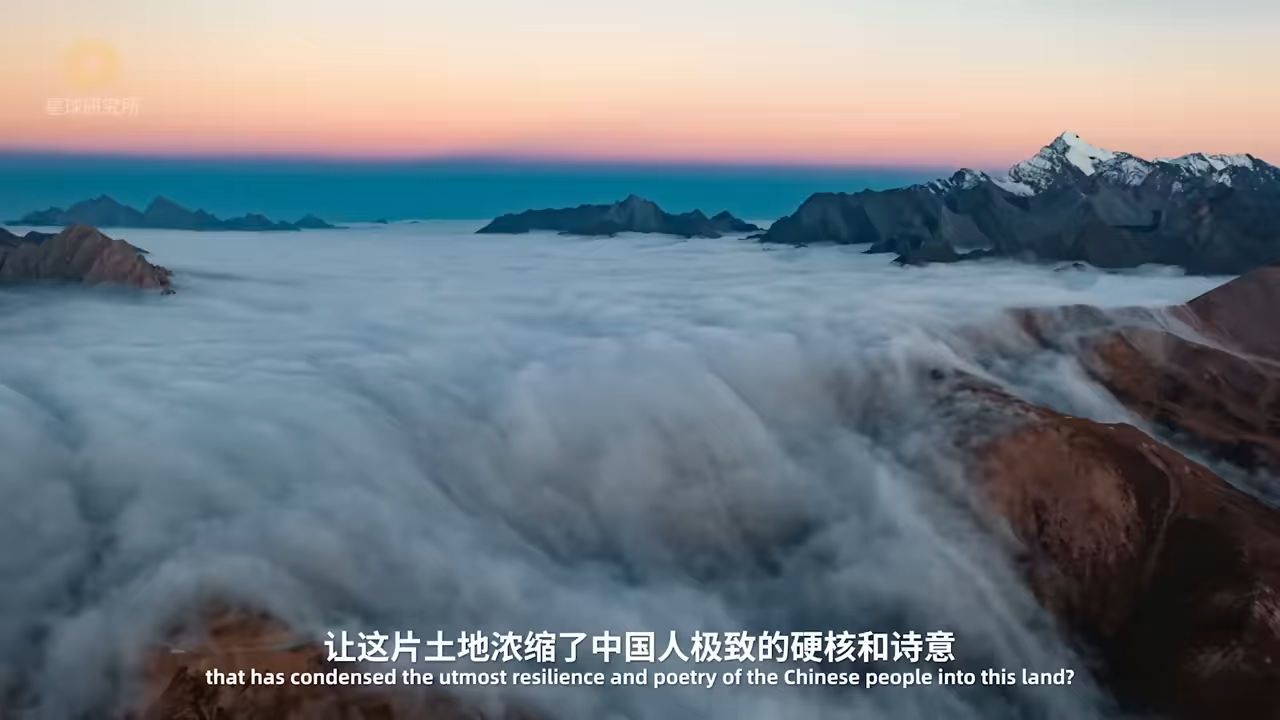 星球研究所
让这片土地浓缩了中国人极致的硬核和诗意
that has condensed the utmost resilience and poetry of the Chinese people into this land?